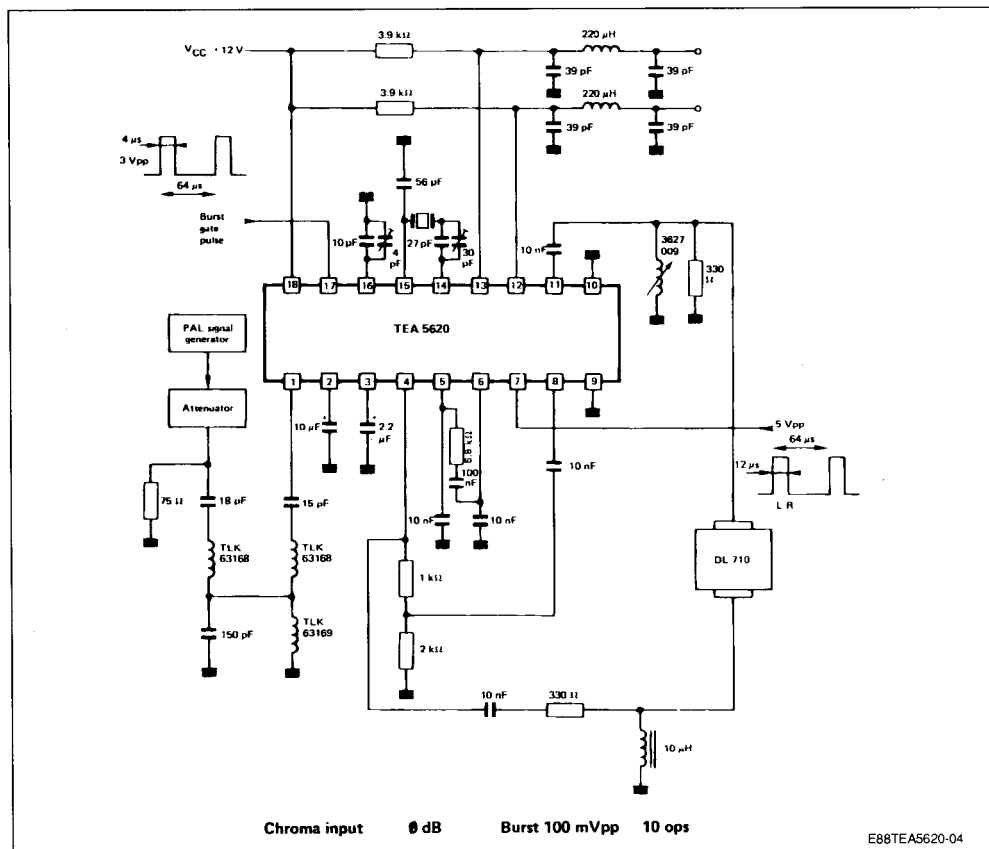 3.9 kΩ
220 µH
VCC + 12 V
39 pF
39 pF
3.9 kΩ
220 µH
39 pF
39 pF
4 µs
3 Vpp
64 µs
56 pF
Burst
gate
pulse
10 pF
4
pF
27 pF
30
pF
10 nF
3627
009
330
Ω
18
17
16
15
14
13
12
11
10
TEA 5620
PAL signal
generator
1
2
3
4
5
6
7
8
9
Attenuator
10 µF
+
+
2.2
µF
6.8 kΩ
100
nF
5 Vpp
64 µs
12 µs
L R
10 nF
75 Ω
18 pF
15 pF
10 nF
10 nF
TLK
63168
TLK
63168
DL 710
1 kΩ
150 pF
TLK
63169
2 kΩ
10 nF
330 Ω
10 µH
Chroma input 0 dB Burst 100 mVpp 10 ops
E88TEA5620-04